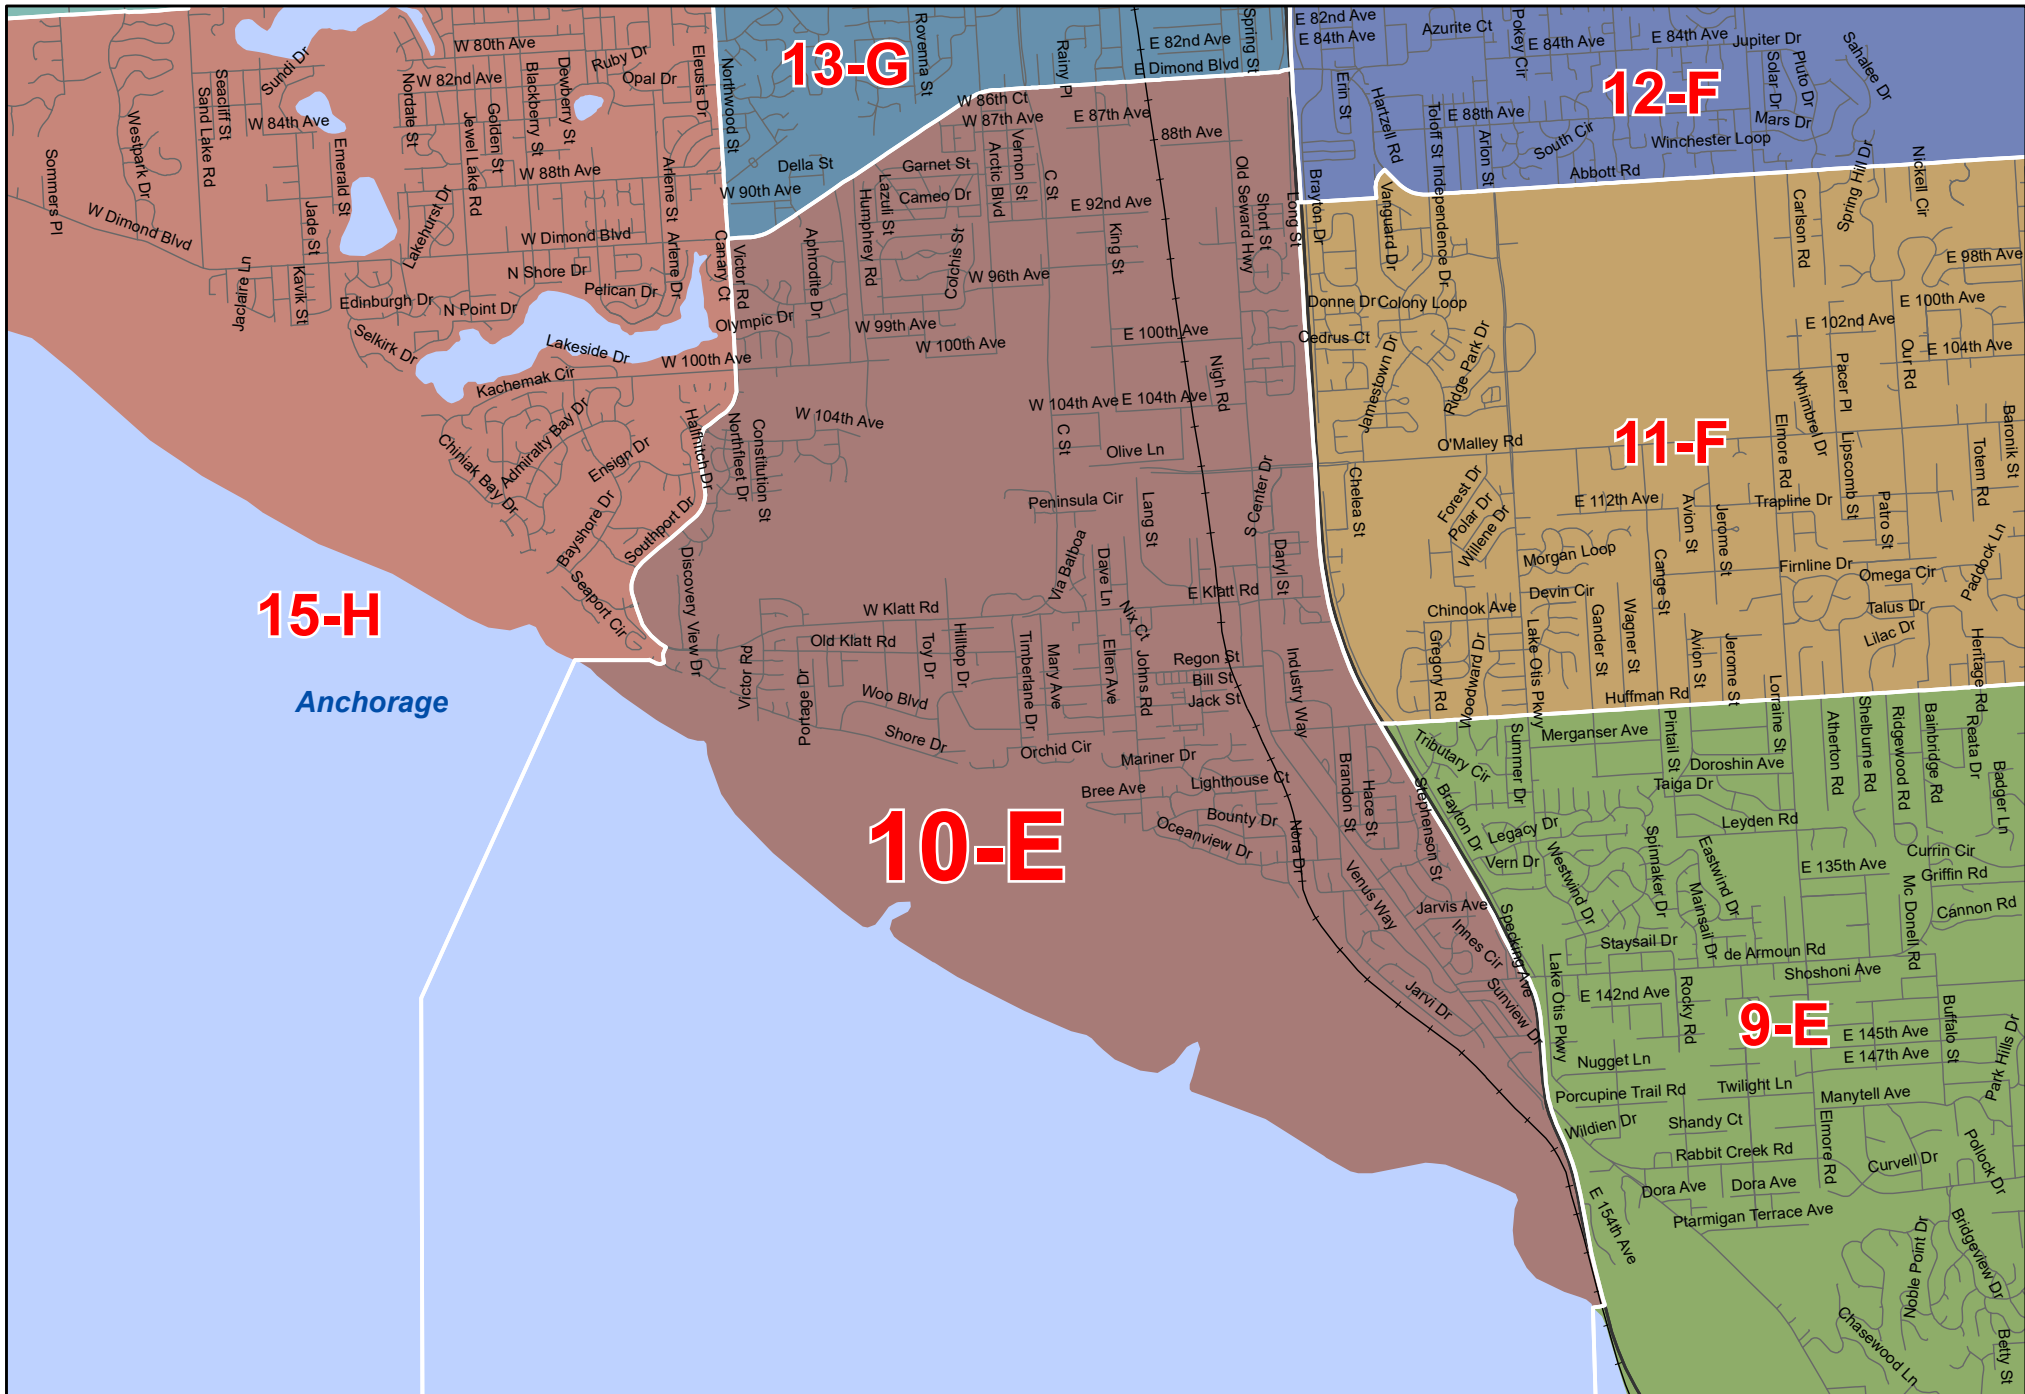 13-G
12-F
11-F
15-H
10-E
9-E
Anchorage
W 80th Ave
Ruby Dr
Opal Dr
Eleusis Dr
Sundi Dr
Seacliff St
Sand Lake Rd
W 82nd Ave
Nordale St
Blackberry St
Dewberry St
Golden St
Jewel Lake Rd
W 84th Ave
Westpark Dr
Sommers Pl
Emerald St
Jade St
W 88th Ave
Arlene St
Lakehurst Dr
W Dimond Blvd
W Dimond Blvd
Jaclaire Ln
Kavik St
Edinburgh Dr
N Shore Dr
N Point Dr
Pelican Dr
Arlene Dr
Canary Ct
Selkirk Dr
Lakeside Dr
Kachemak Cir
W 100th Ave
Olympic Dr
Victor Rd
Admiralty Bay Dr
Chiniak Bay Dr
Ensign Dr
Halfhitch Dr
Bayshore Dr
Southport Dr
Seaport Cir
Northwood St
Rovenna St
Rainy Pl
E 82nd Ave
E Dimond Blvd
Spring St
Della St
W 90th Ave
W 86th Ct
W 87th Ave
E 87th Ave
88th Ave
Garnet St
Cameo Dr
Lazuli St
Humphrey Rd
Arctic Blvd
Vernon St
C St
E 92nd Ave
King St
Old Seward Hwy
Short St
Long St
Aphrodite Dr
Colchis St
W 96th Ave
W 99th Ave
W 100th Ave
E 100th Ave
Nigh Rd
W 104th Ave
W 104th Ave
E 104th Ave
C St
Olive Ln
Northfleet Dr
Constitution St
Peninsula Cir
Lang St
S Center Dr
Daryl St
Via Balboa
Dave Ln
Nix Ct
E Klatt Rd
W Klatt Rd
Old Klatt Rd
Discovery View Dr
Victor Rd
Portage Dr
Toy Dr
Hilltop Dr
Timberlane Dr
Mary Ave
Ellen Ave
Johns Rd
Regon St
Bill St
Jack St
Industry Way
Woo Blvd
Shore Dr
Orchid Cir
Mariner Dr
Lighthouse Ct
Bree Ave
Bounty Dr
Oceanview Dr
Nora Dr
Brandon St
Hace St
Stephenson St
Venus Way
Jarvis Ave
Innes Cir
Jarvi Dr
Sunview Dr
Specking Ave
E 82nd Ave
E 84th Ave
Azurite Ct
Pokey Cir
E 84th Ave
E 84th Ave
Jupiter Dr
Solar Dr
Pluto Dr
Sahalee Dr
Erin St
Hartzell Rd
Toloff St
E 88th Ave
Arlon St
South Cir
Winchester Loop
Mars Dr
Abbott Rd
Brayton Dr
Vanguard Dr
Independence Dr
Carlson Rd
Spring Hill Dr
Nickell Cir
E 98th Ave
E 100th Ave
E 102nd Ave
E 104th Ave
Our Rd
Donne Dr
Colony Loop
Cedrus Ct
Jamestown Dr
Ridge Park Dr
Pacer Pl
Whimbrel Dr
Elmore Rd
Lipscomb St
Baronik St
Totem Rd
O'Malley Rd
Chelea St
Forest Dr
Polar Dr
Willene Dr
E 112th Ave
Avion St
Jerome St
Trapline Dr
Patro St
Paddock Ln
Morgan Loop
Devin Cir
Cange St
Firnline Dr
Omega Cir
Talus Dr
Lilac Dr
Chinook Ave
Gregory Rd
Woodward Dr
Lake Otis Pkwy
Gander St
Wagner St
Avion St
Jerome St
Heritage Rd
Huffman Rd
Lorraine St
Tributary Cir
Summer Dr
Merganser Ave
Pintail St
Doroshin Ave
Taiga Dr
Atherton Rd
Shelburne Rd
Ridgewood Rd
Bainbridge Rd
Reata Dr
Badger Ln
Brayton Dr
Legacy Dr
Vern Dr
Westwind Dr
Spinnaker Dr
Eastwind Dr
Mainsail Dr
Leyden Rd
E 135th Ave
Currin Cir
Griffin Rd
Cannon Rd
Mc Donell Rd
Staysail Dr
de Armoun Rd
Shoshoni Ave
Lake Otis Pkwy
E 142nd Ave
Rocky Rd
E 145th Ave
E 147th Ave
Buffalo St
Park Hills Dr
Nugget Ln
Porcupine Trail Rd
Twilight Ln
Manytell Ave
Wildien Dr
Shandy Ct
Elmore Rd
Rabbit Creek Rd
Curvell Dr
Pollock Dr
Dora Ave
Dora Ave
E 154th Ave
Ptarmigan Terrace Ave
Noble Point Dr
Bridgeview Dr
Chasewood Ln
Betty St